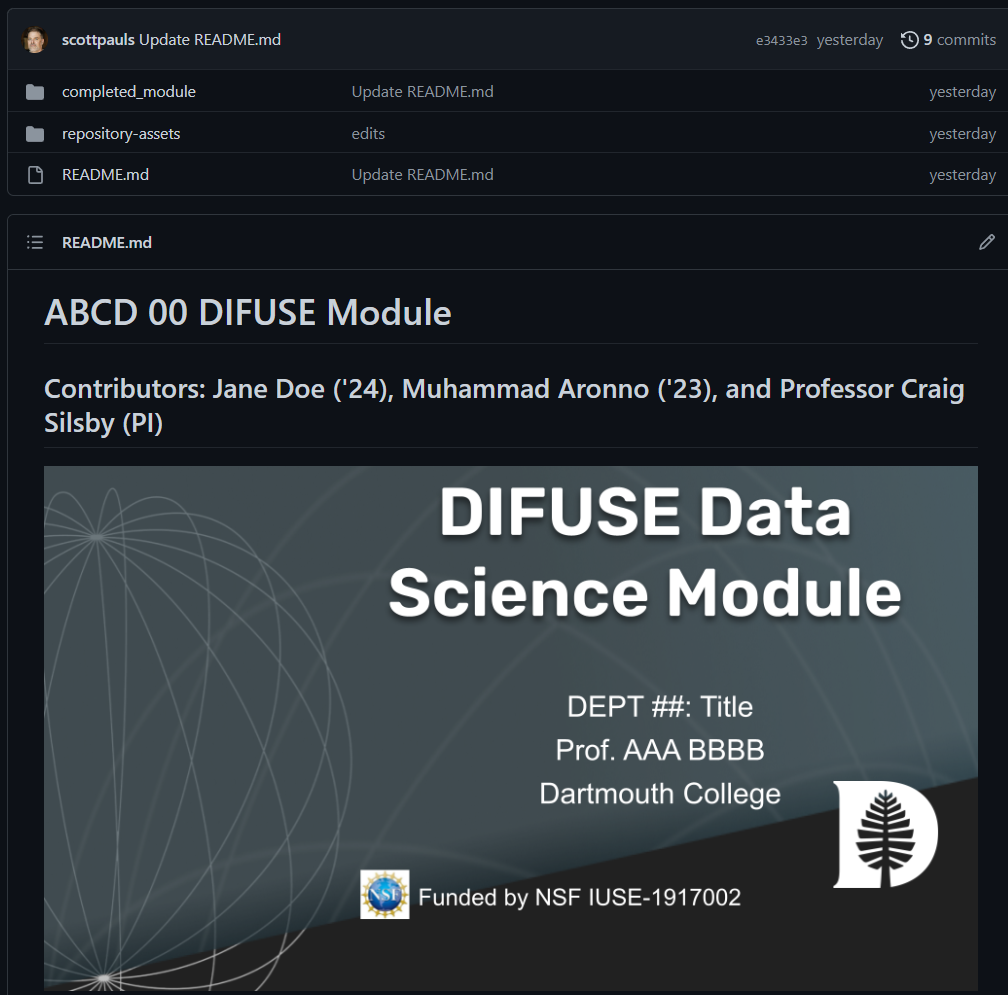 scottpauls Update README.md e3433e3 yesterday 9 commits
completed_module Update README.md yesterday
repository-assets edits yesterday
README.md Update README.md yesterday
README.md
ABCD 00 DIFUSE Module
Contributors: Jane Doe ('24), Muhammad Aronno ('23), and Professor Craig
Silsby (PI)
DIFUSE Data
Science Module
DEPT ##: Title
Prof. AAA BBBB
Dartmouth College
NSF Funded by NSF IUSE-1917002